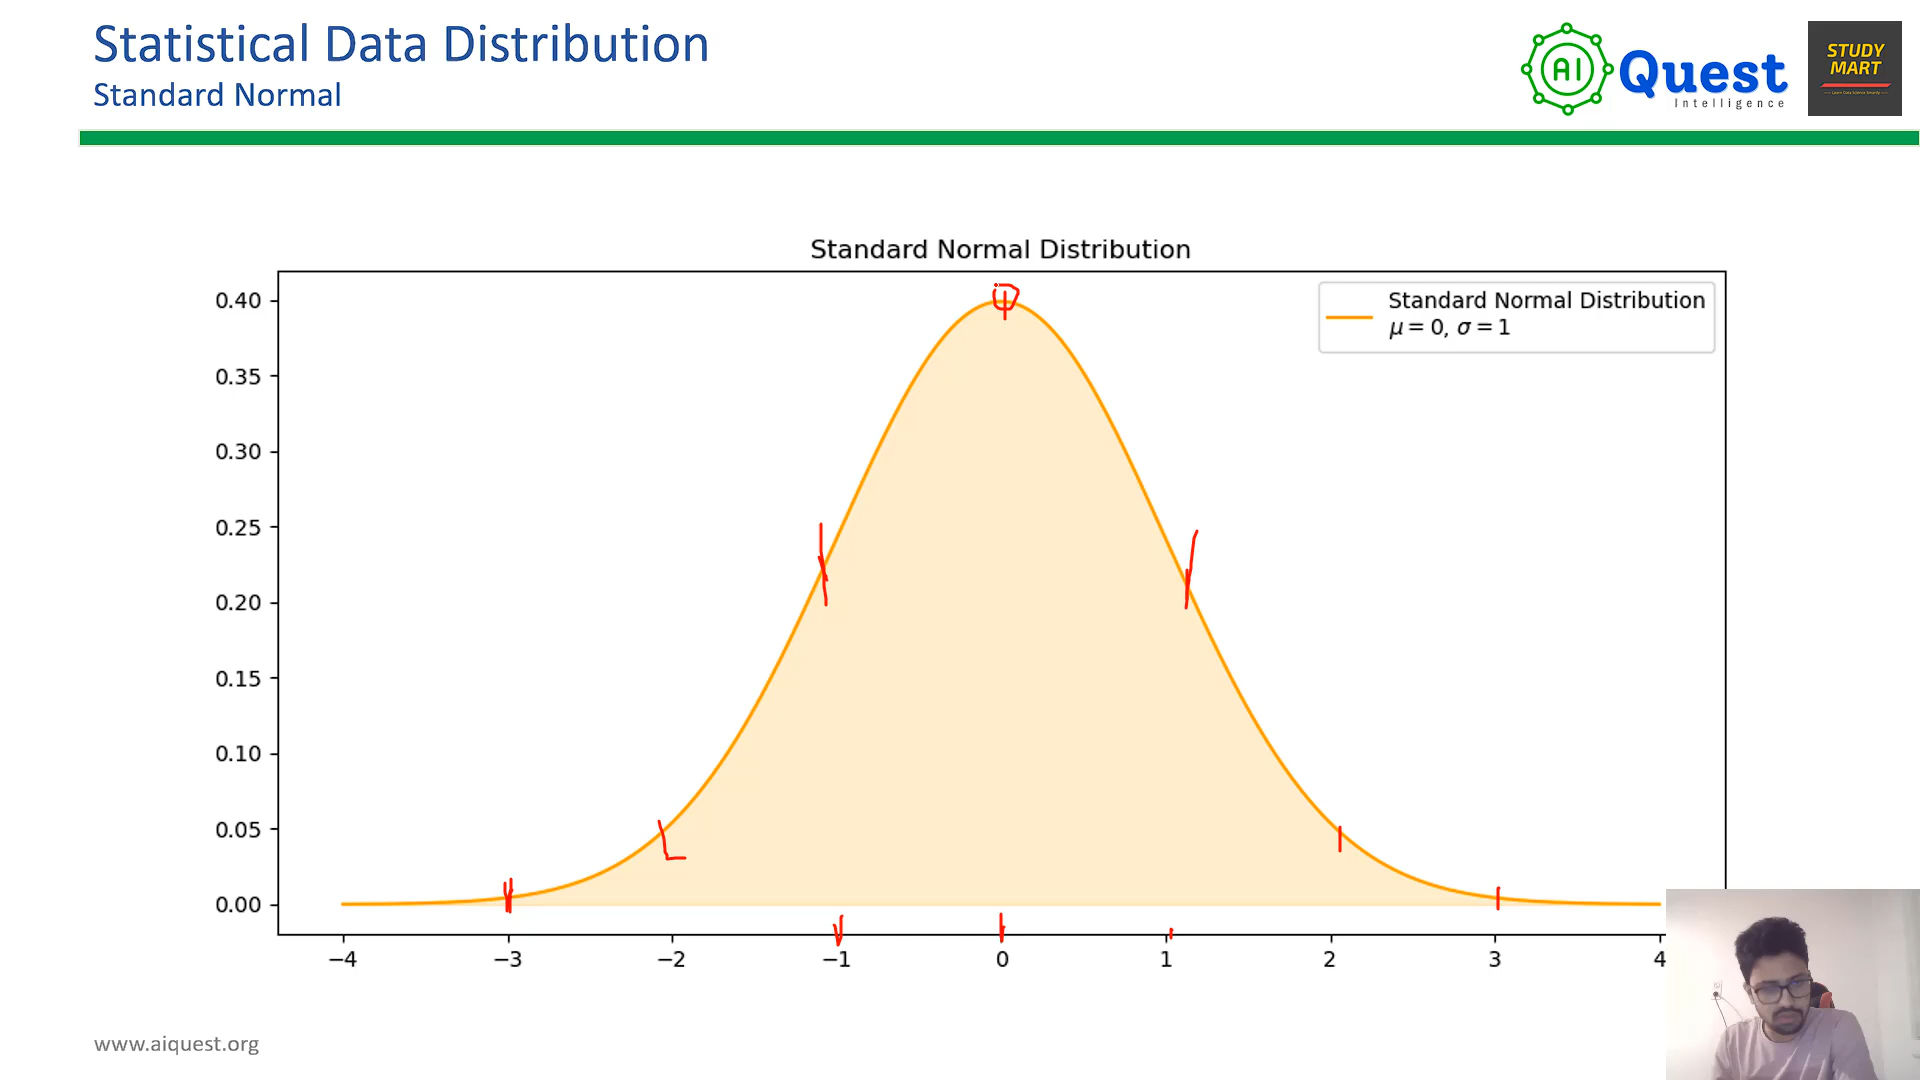 Statistical Data Distribution
Standard Normal
AI Quest
Intelligence
STUDY
MART
Standard Normal Distribution
Standard Normal Distribution
μ = 0, σ = 1
0.40
0.35
0.30
0.25
0.20
0.15
0.10
0.05
0.00
−4 −3 −2 −1 0 1 2 3 4
www.aiquest.org